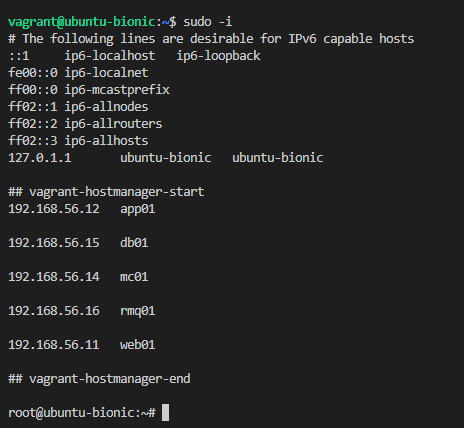 vagrant@ubuntu-bionic:~$ sudo -i
# The following lines are desirable for IPv6 capable hosts
::1     ip6-localhost   ip6-loopback
fe00::0 ip6-localnet
ff00::0 ip6-mcastprefix
ff02::1 ip6-allnodes
ff02::2 ip6-allrouters
ff02::3 ip6-allhosts
127.0.1.1       ubuntu-bionic   ubuntu-bionic
## vagrant-hostmanager-start
192.168.56.12   app01
192.168.56.15   db01
192.168.56.14   mc01
192.168.56.16   rmq01
192.168.56.11   web01
## vagrant-hostmanager-end
root@ubuntu-bionic:~#